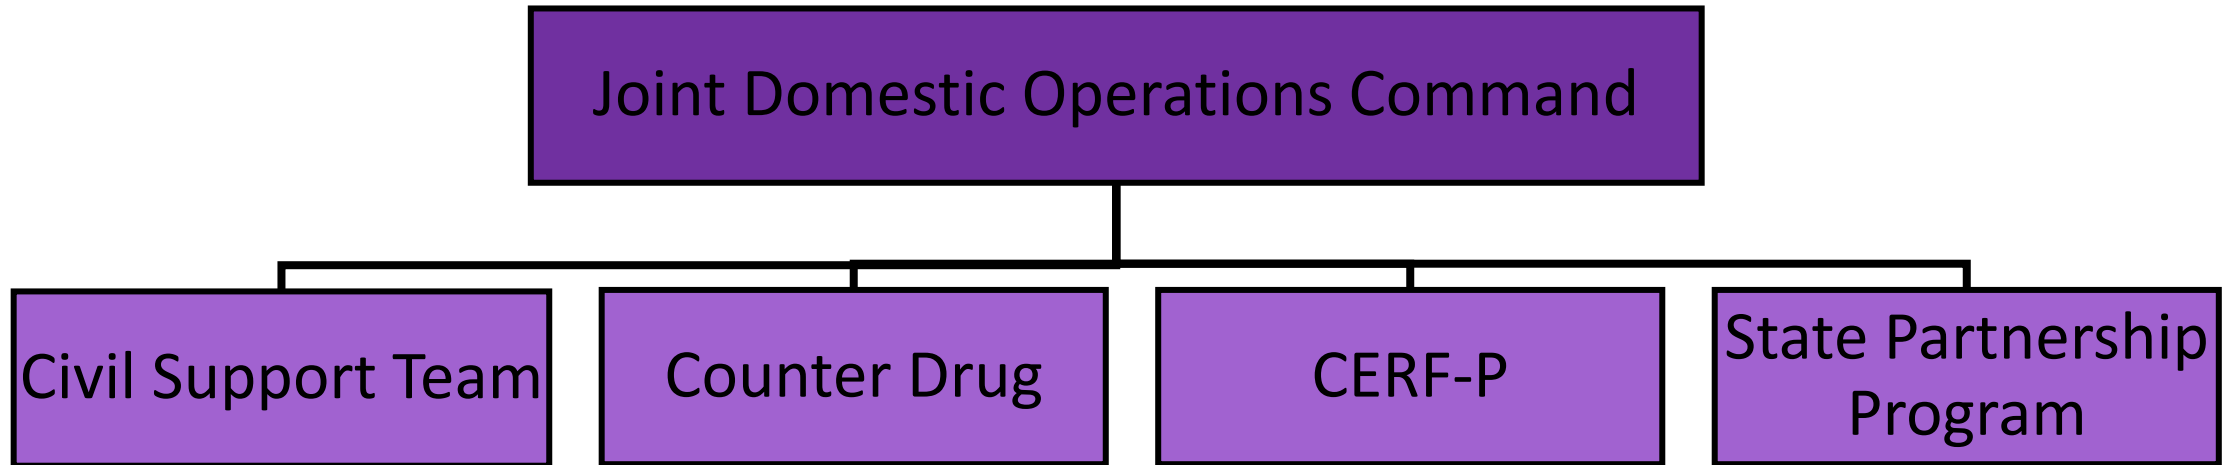 Joint Domestic Operations Command
Civil Support Team
Counter Drug
CERF-P
State Partnership
Program